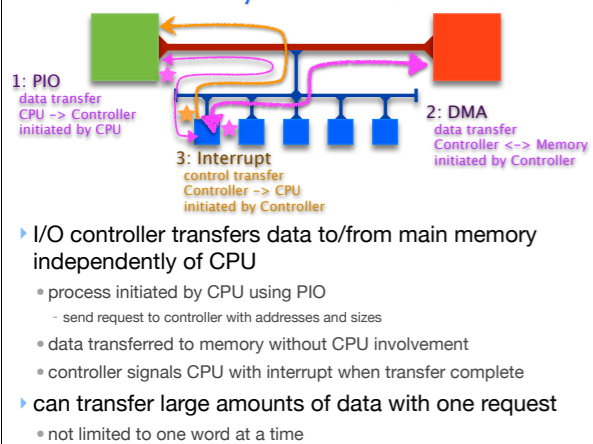 1: PIO
data transfer
CPU -> Controller
initiated by CPU
2: DMA
data transfer
Controller <-> Memory
initiated by Controller
3: Interrupt
control transfer
Controller -> CPU
initiated by Controller
I/O controller transfers data to/from main memory
independently of CPU
process initiated by CPU using PIO
- send request to controller with addresses and sizes
data transferred to memory without CPU involvement
controller signals CPU with interrupt when transfer complete
can transfer large amounts of data with one request
not limited to one word at a time